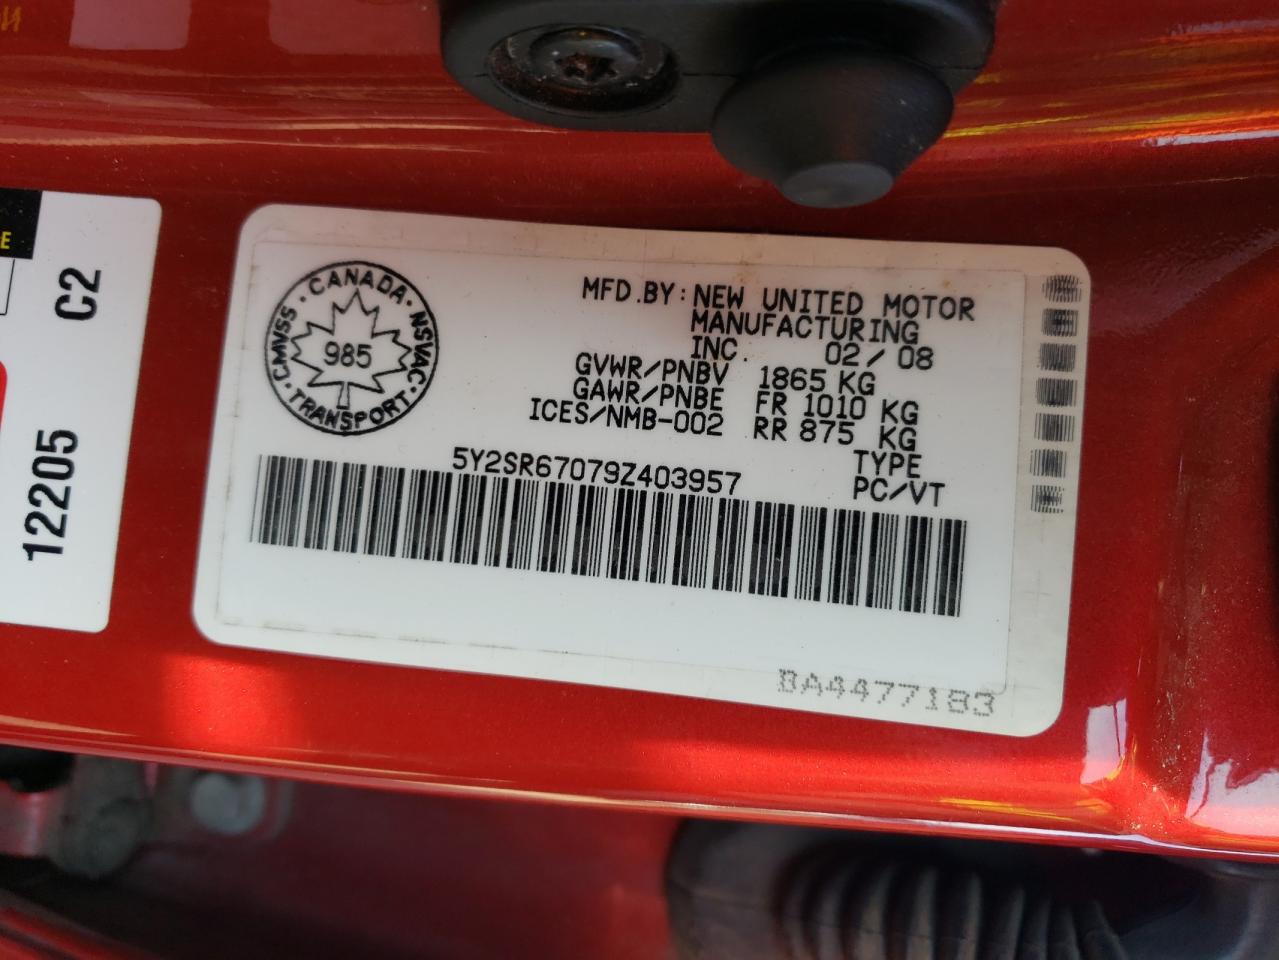 CANADA
CMVSS
NSVAC
985
TRANSPORT
MFD.BY: NEW UNITED MOTOR
MANUFACTURING
INC. 02/08
GVWR/PNBV 1865 KG
GAWR/PNBE FR 1010 KG
ICES/NMB-002 RR 875 KG
TYPE
5Y2SR67079Z403957 PC/VT
BA4477183
E
12205 C2